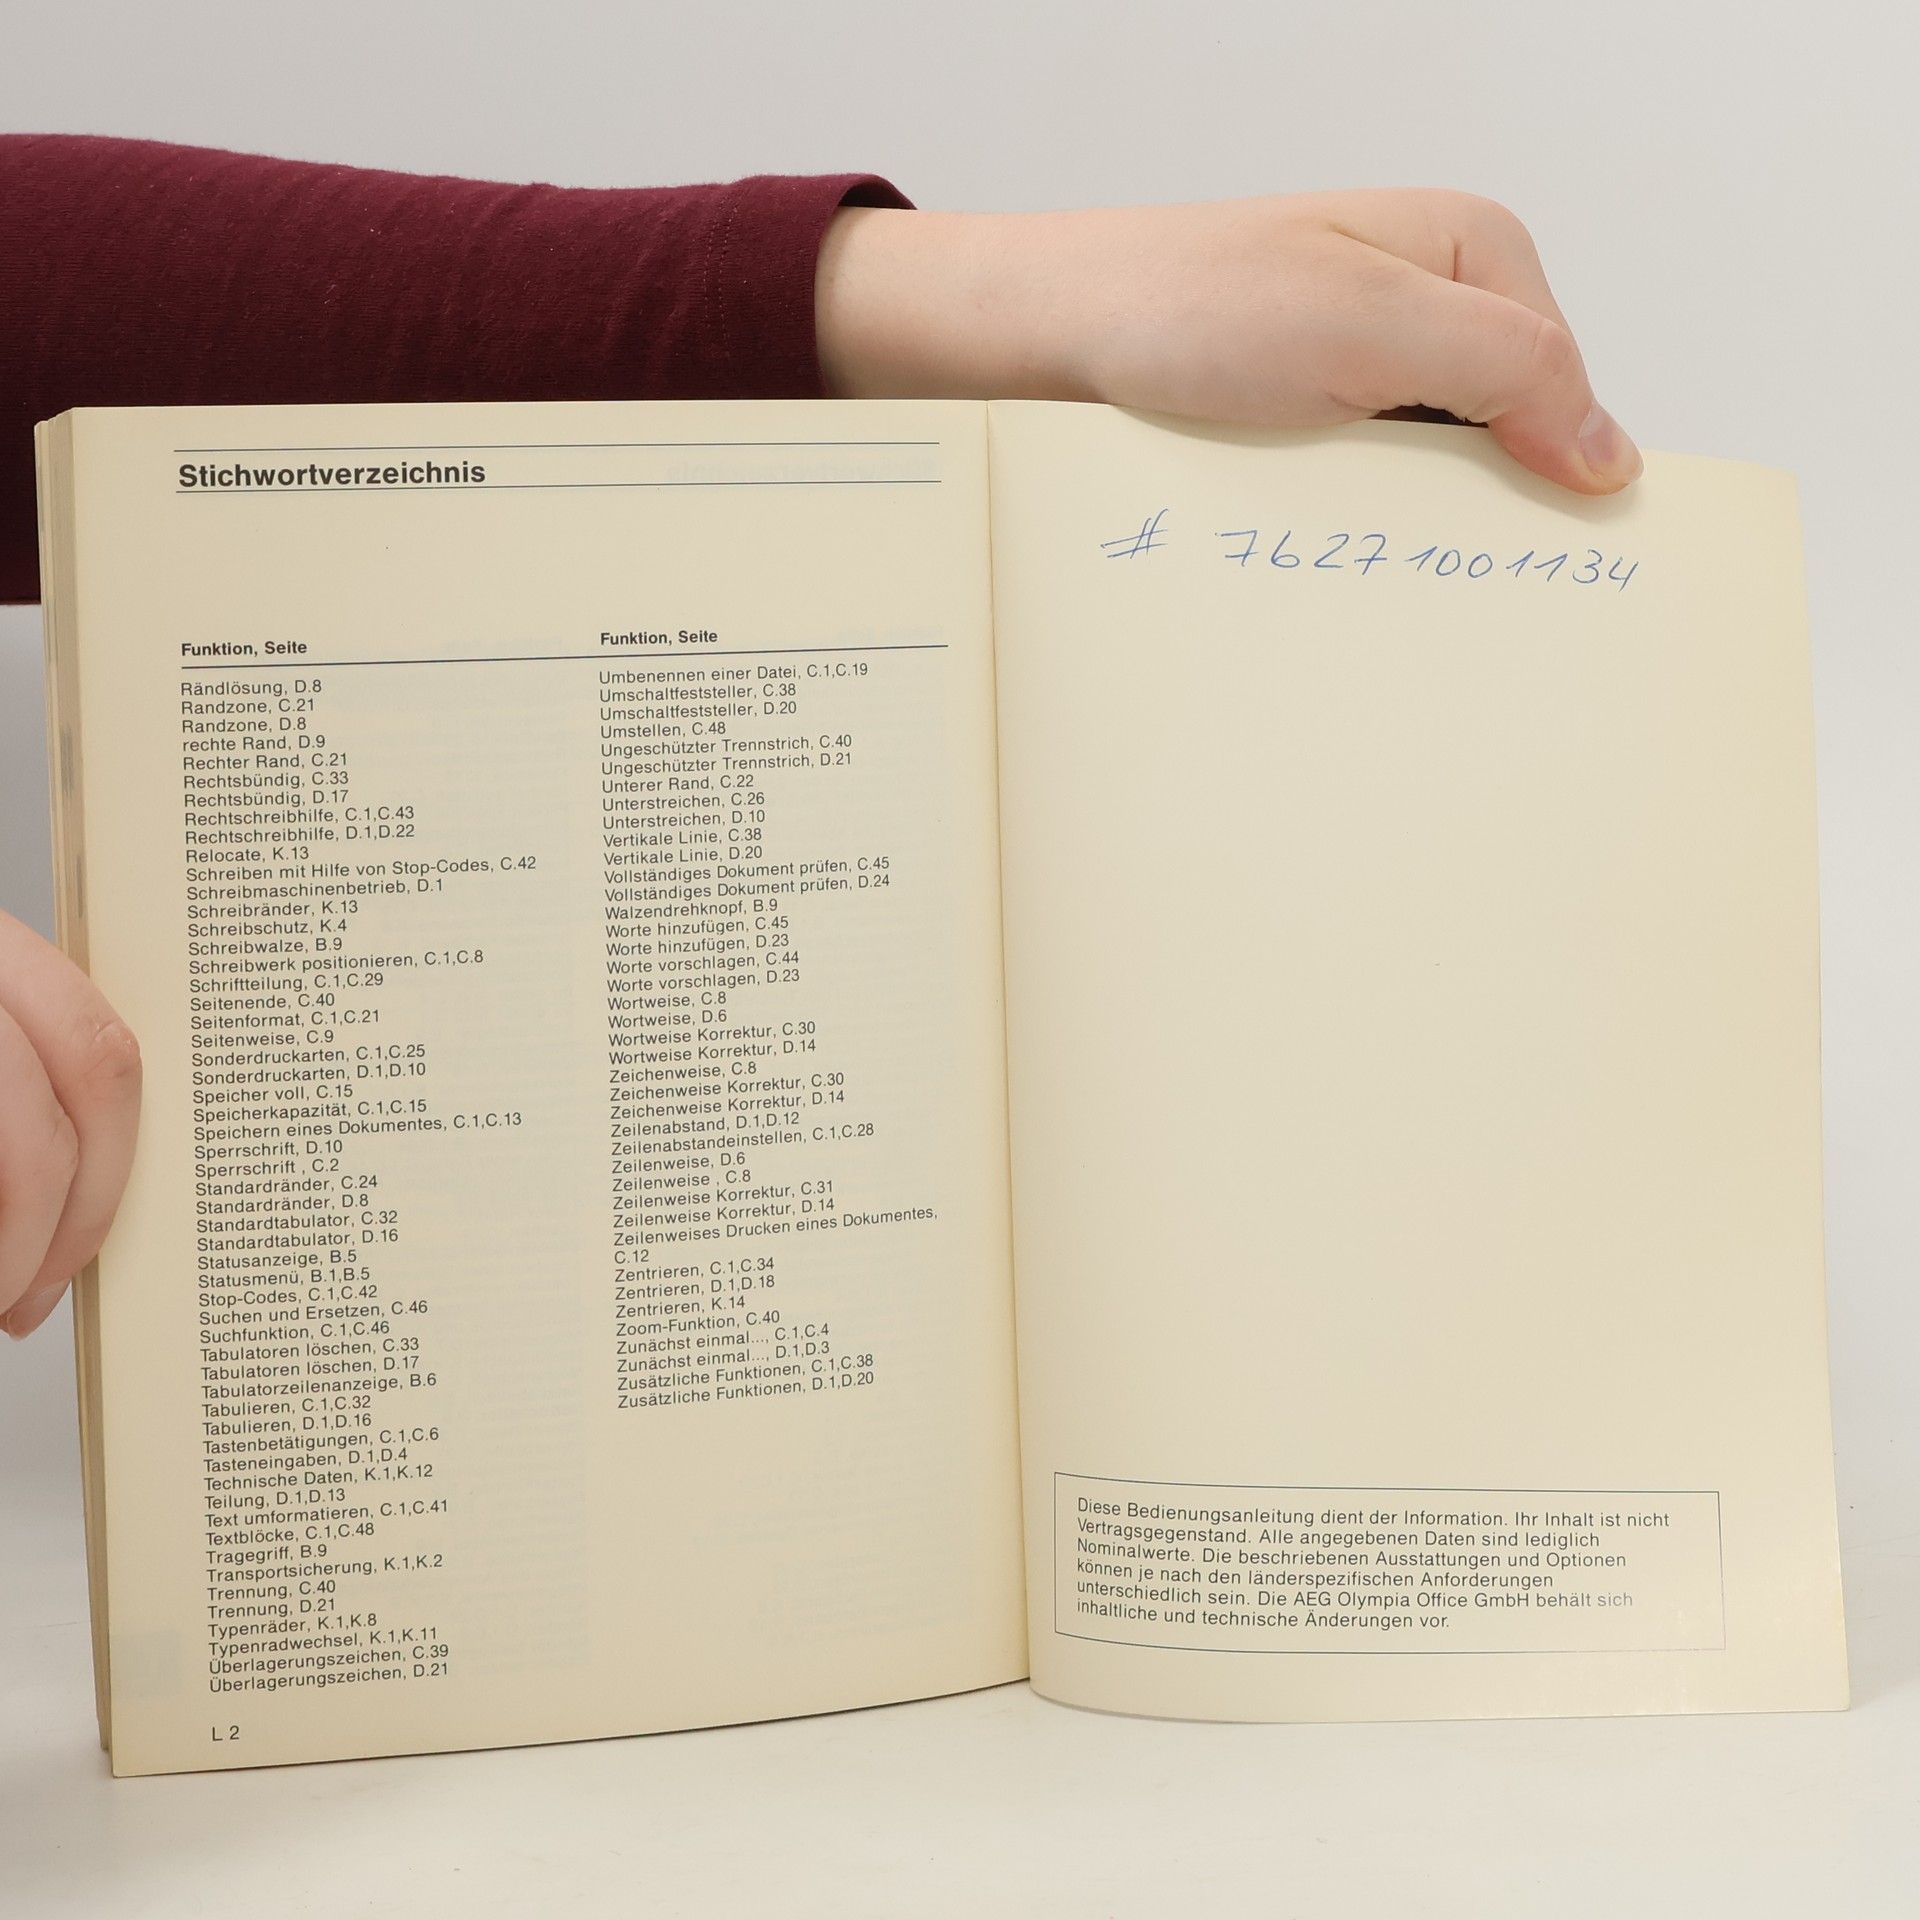 Stichwortverzeichnis
Funktion, Seite
Rändlösung, D.8
Randzone, C.21
Randzone, D.8
rechte Rand, D.9
Rechter Rand, C.21
Rechtsbündig, C.33
Rechtsbündig, D.17
Rechtschreibhilfe, C.1,C.43
Rechtschreibhilfe, D.1,D.22
Relocate, K.13
Schreiben mit Hilfe von Stop-Codes, C.42
Schreibmaschinenbetrieb, D.1
Schreibränder, K.13
Schreibschutz, K.4
Schreibwalze, B.9
Schreibwerk positionieren, C.1,C.8
Schriftteilung, C.1,C.29
Seitenende, C.40
Seitenformat, C.1,C.21
Seitenweise, C.9
Sonderdruckarten, C.1,C.25
Sonderdruckarten, D.1,D.10
Speicher voll, C.15
Speicherkapazität, C.1,C.15
Speichern eines Dokumentes, C.1,C.13
Sperrschrift, D.10
Sperrschrift , C.2
Standardränder, C.24
Standardränder, D.8
Standardtabulator, C.32
Standardtabulator, D.16
Statusanzeige, B.5
Statusmenü, B.1,B.5
Stop-Codes, C.1,C.42
Suchen und Ersetzen, C.46
Suchfunktion, C.1,C.46
Tabulatoren löschen, C.33
Tabulatoren löschen, D.17
Tabulatorzeilenanzeige, B.6
Tabulieren, C.1,C.32
Tabulieren, D.1,D.16
Tastenbetätigungen, C.1,C.6
Tasteneingaben, D.1,D.4
Technische Daten, K.1,K.12
Teilung, D.1,D.13
Text umformatieren, C.1,C.41
Textblöcke, C.1,C.48
Tragegriff, B.9
Transportsicherung, K.1,K.2
Trennung, C.40
Trennung, D.21
Typenräder, K.1,K.8
Typenradwechsel, K.1,K.11
Überlagerungszeichen, C.39
Überlagerungszeichen, D.21
Funktion, Seite
Umbenennen einer Datei, C.1,C.19
Umschaltfeststeller, C.38
Umschaltfeststeller, D.20
Umstellen, C.48
Ungeschützter Trennstrich, C.40
Ungeschützter Trennstrich, D.21
Unterer Rand, C.22
Unterstreichen, C.26
Unterstreichen, D.10
Vertikale Linie, C.38
Vertikale Linie, D.20
Vollständiges Dokument prüfen, C.45
Vollständiges Dokument prüfen, D.24
Walzendrehknopf, B.9
Worte hinzufügen, C.45
Worte hinzufügen, D.23
Worte vorschlagen, C.44
Worte vorschlagen, D.23
Wortweise, C.8
Wortweise, D.6
Wortweise Korrektur, C.30
Wortweise Korrektur, D.14
Zeichenweise, C.8
Zeichenweise Korrektur, C.30
Zeichenweise Korrektur, D.14
Zeilenabstand, D.1,D.12
Zeilenabstandeinstellen, C.1,C.28
Zeilenweise, D.6
Zeilenweise , C.8
Zeilenweise Korrektur, C.31
Zeilenweise Korrektur, D.14
Zeilenweises Drucken eines Dokumentes,
C.12
Zentrieren, C.1,C.34
Zentrieren, D.1,D.18
Zentrieren, K.14
Zoom-Funktion, C.40
Zunächst einmal..., C.1,C.4
Zunächst einmal..., D.1,D.3
Zusätzliche Funktionen, C.1,C.38
Zusätzliche Funktionen, D.1,D.20
L 2
# 76271001134
Diese Bedienungsanleitung dient der Information. Ihr Inhalt ist nicht
Vertragsgegenstand. Alle angegebenen Daten sind lediglich
Nominalwerte. Die beschriebenen Ausstattungen und Optionen
können je nach den länderspezifischen Anforderungen
unterschiedlich sein. Die AEG Olympia Office GmbH behält sich
inhaltliche und technische Änderungen vor.